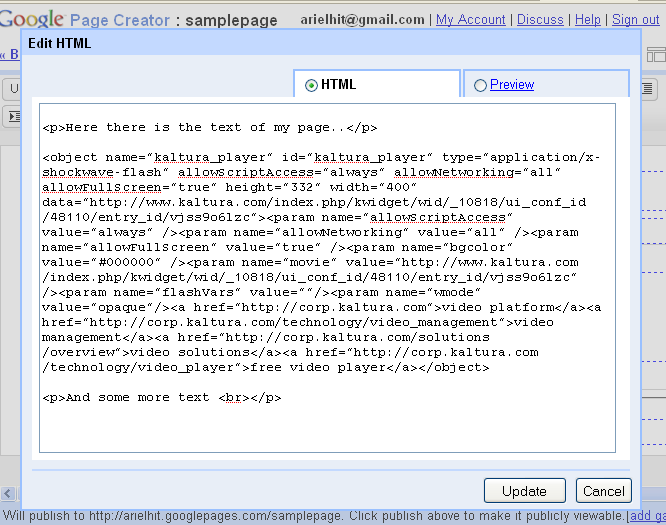 Google Page Creator : samplepage arielhit@gmail.com | My Account | Discuss | Help | Sign out
Edit HTML
« B
HTML Preview
U
<p>Here there is the text of my page..</p>
<object name="kaltura_player" id="kaltura_player" type="application/x-
shockwave-flash" allowScriptAccess="always" allowNetworking="all"
allowFullScreen="true" height="332" width="400"
data="http://www.kaltura.com/index.php/kwidget/wid/_10818/ui_conf_id
/48110/entry_id/vjss9o6lzc"><param name="allowScriptAccess"
value="always" /><param name="allowNetworking" value="all" /><param
name="allowFullScreen" value="true" /><param name="bgcolor"
value="#000000" /><param name="movie" value="http://www.kaltura.com
/index.php/kwidget/wid/_10818/ui_conf_id/48110/entry_id/vjss9o6lzc"
/><param name="flashVars" value=""/><param name="wmode"
value="opaque"/><a href="http://corp.kaltura.com">video platform</a><a
href="http://corp.kaltura.com/technology/video_management">video
management</a><a href="http://corp.kaltura.com/solutions
/overview">video solutions</a><a href="http://corp.kaltura.com
/technology/video_player">free video player</a></object>
<p>And some more text <br></p>
Update Cancel
Will publish to http://arielhit.googlepages.com/samplepage. Click publish above to make it publicly viewable.|add ga